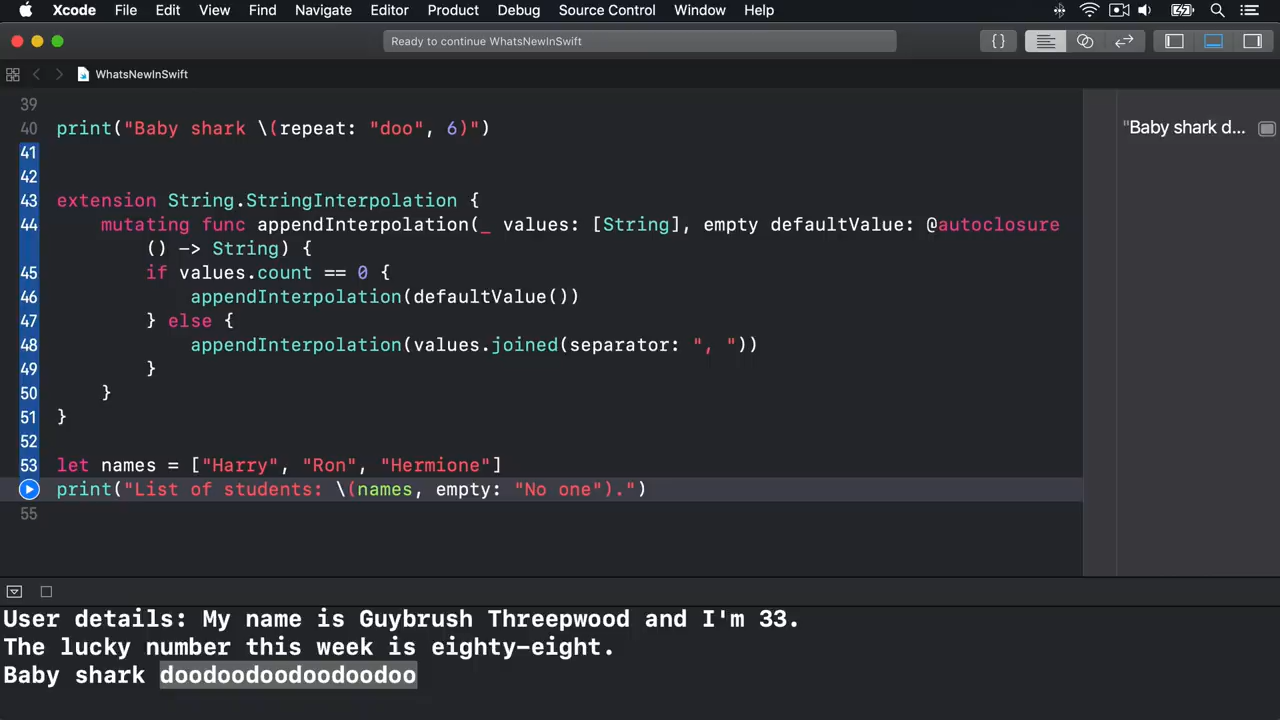 Xcode File Edit View Find Navigate Editor Product Debug Source Control Window Help
Ready to continue WhatsNewInSwift
WhatsNewInSwift
39
40 print("Baby shark \(repeat: "doo", 6)")
"Baby shark d...
41
42
43 extension String.StringInterpolation {
44 mutating func appendInterpolation(_ values: [String], empty defaultValue: @autoclosure
() -> String) {
45 if values.count == 0 {
46 appendInterpolation(defaultValue())
47 } else {
48 appendInterpolation(values.joined(separator: ", "))
49 }
50 }
51 }
52
53 let names = ["Harry", "Ron", "Hermione"]
print("List of students: \(names, empty: "No one").")
55
User details: My name is Guybrush Threepwood and I'm 33.
The lucky number this week is eighty-eight.
Baby shark doodoodoodoodoodoo